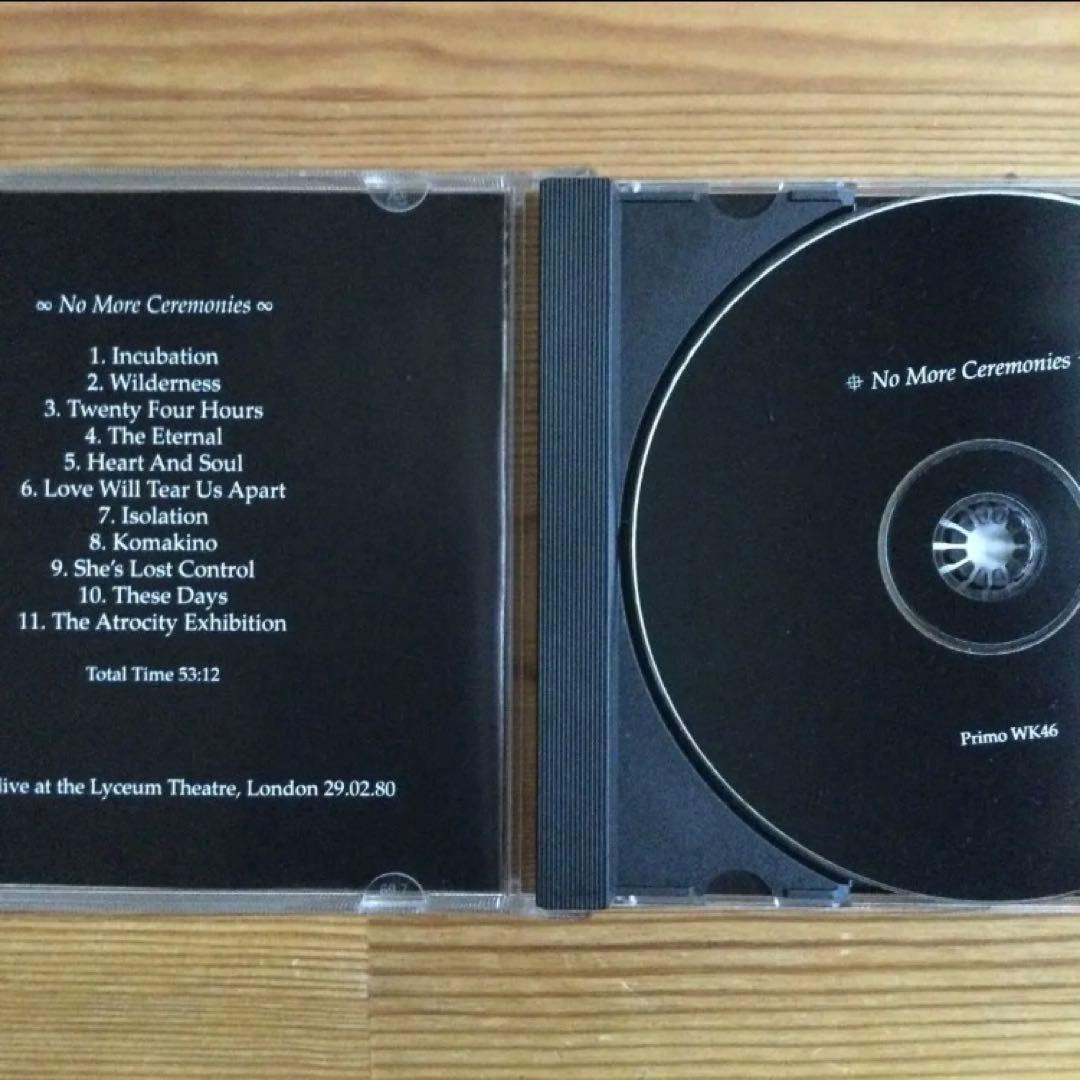 ∞ No More Ceremonies ∞
1. Incubation
2. Wilderness
3. Twenty Four Hours
4. The Eternal
5. Heart And Soul
6. Love Will Tear Us Apart
7. Isolation
8. Komakino
9. She's Lost Control
10. These Days
11. The Atrocity Exhibition
Total Time 53:12
live at the Lyceum Theatre, London 29.02.80
No More Ceremonies
Primo WK46